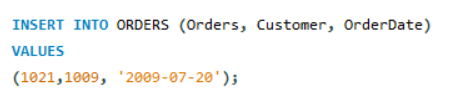 INSERT INTO ORDERS (Orders, Customer, OrderDate)
VALUES
(1021,1009, '2009-07-20');